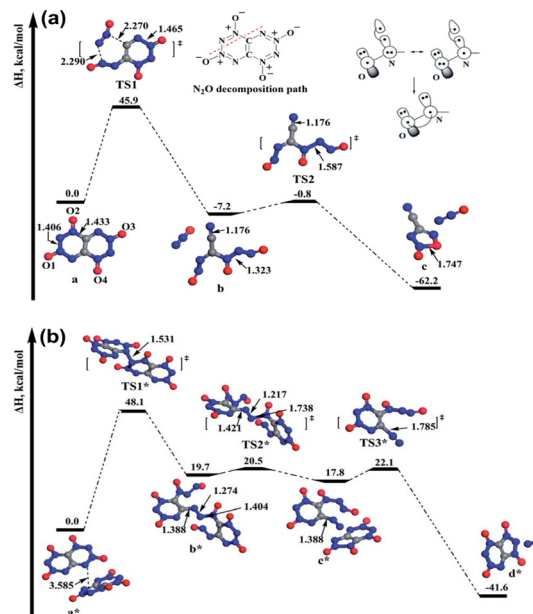 (a)
ΔH, kcal/mol
2.270
1.465
[ ]‡
2.290
TS1
45.9
O⁻
N⁺
N
C
N₂O decomposition path
O
N
O
N
O
N
1.176
[ ]‡
1.587
TS2
-0.8
0.0
O2
1.433
1.406
O3
O1
O4
a
-7.2
1.176
1.323
b
c
1.747
-62.2
(b)
ΔH, kcal/mol
1.531
[ ]‡
TS1*
48.1
1.217
1.738
[ ]‡
1.421
TS2*
20.5
[ ]‡
1.785
TS3*
22.1
0.0
3.585
a*
19.7
1.274
1.404
1.388
b*
17.8
1.388
c*
d*
-41.6